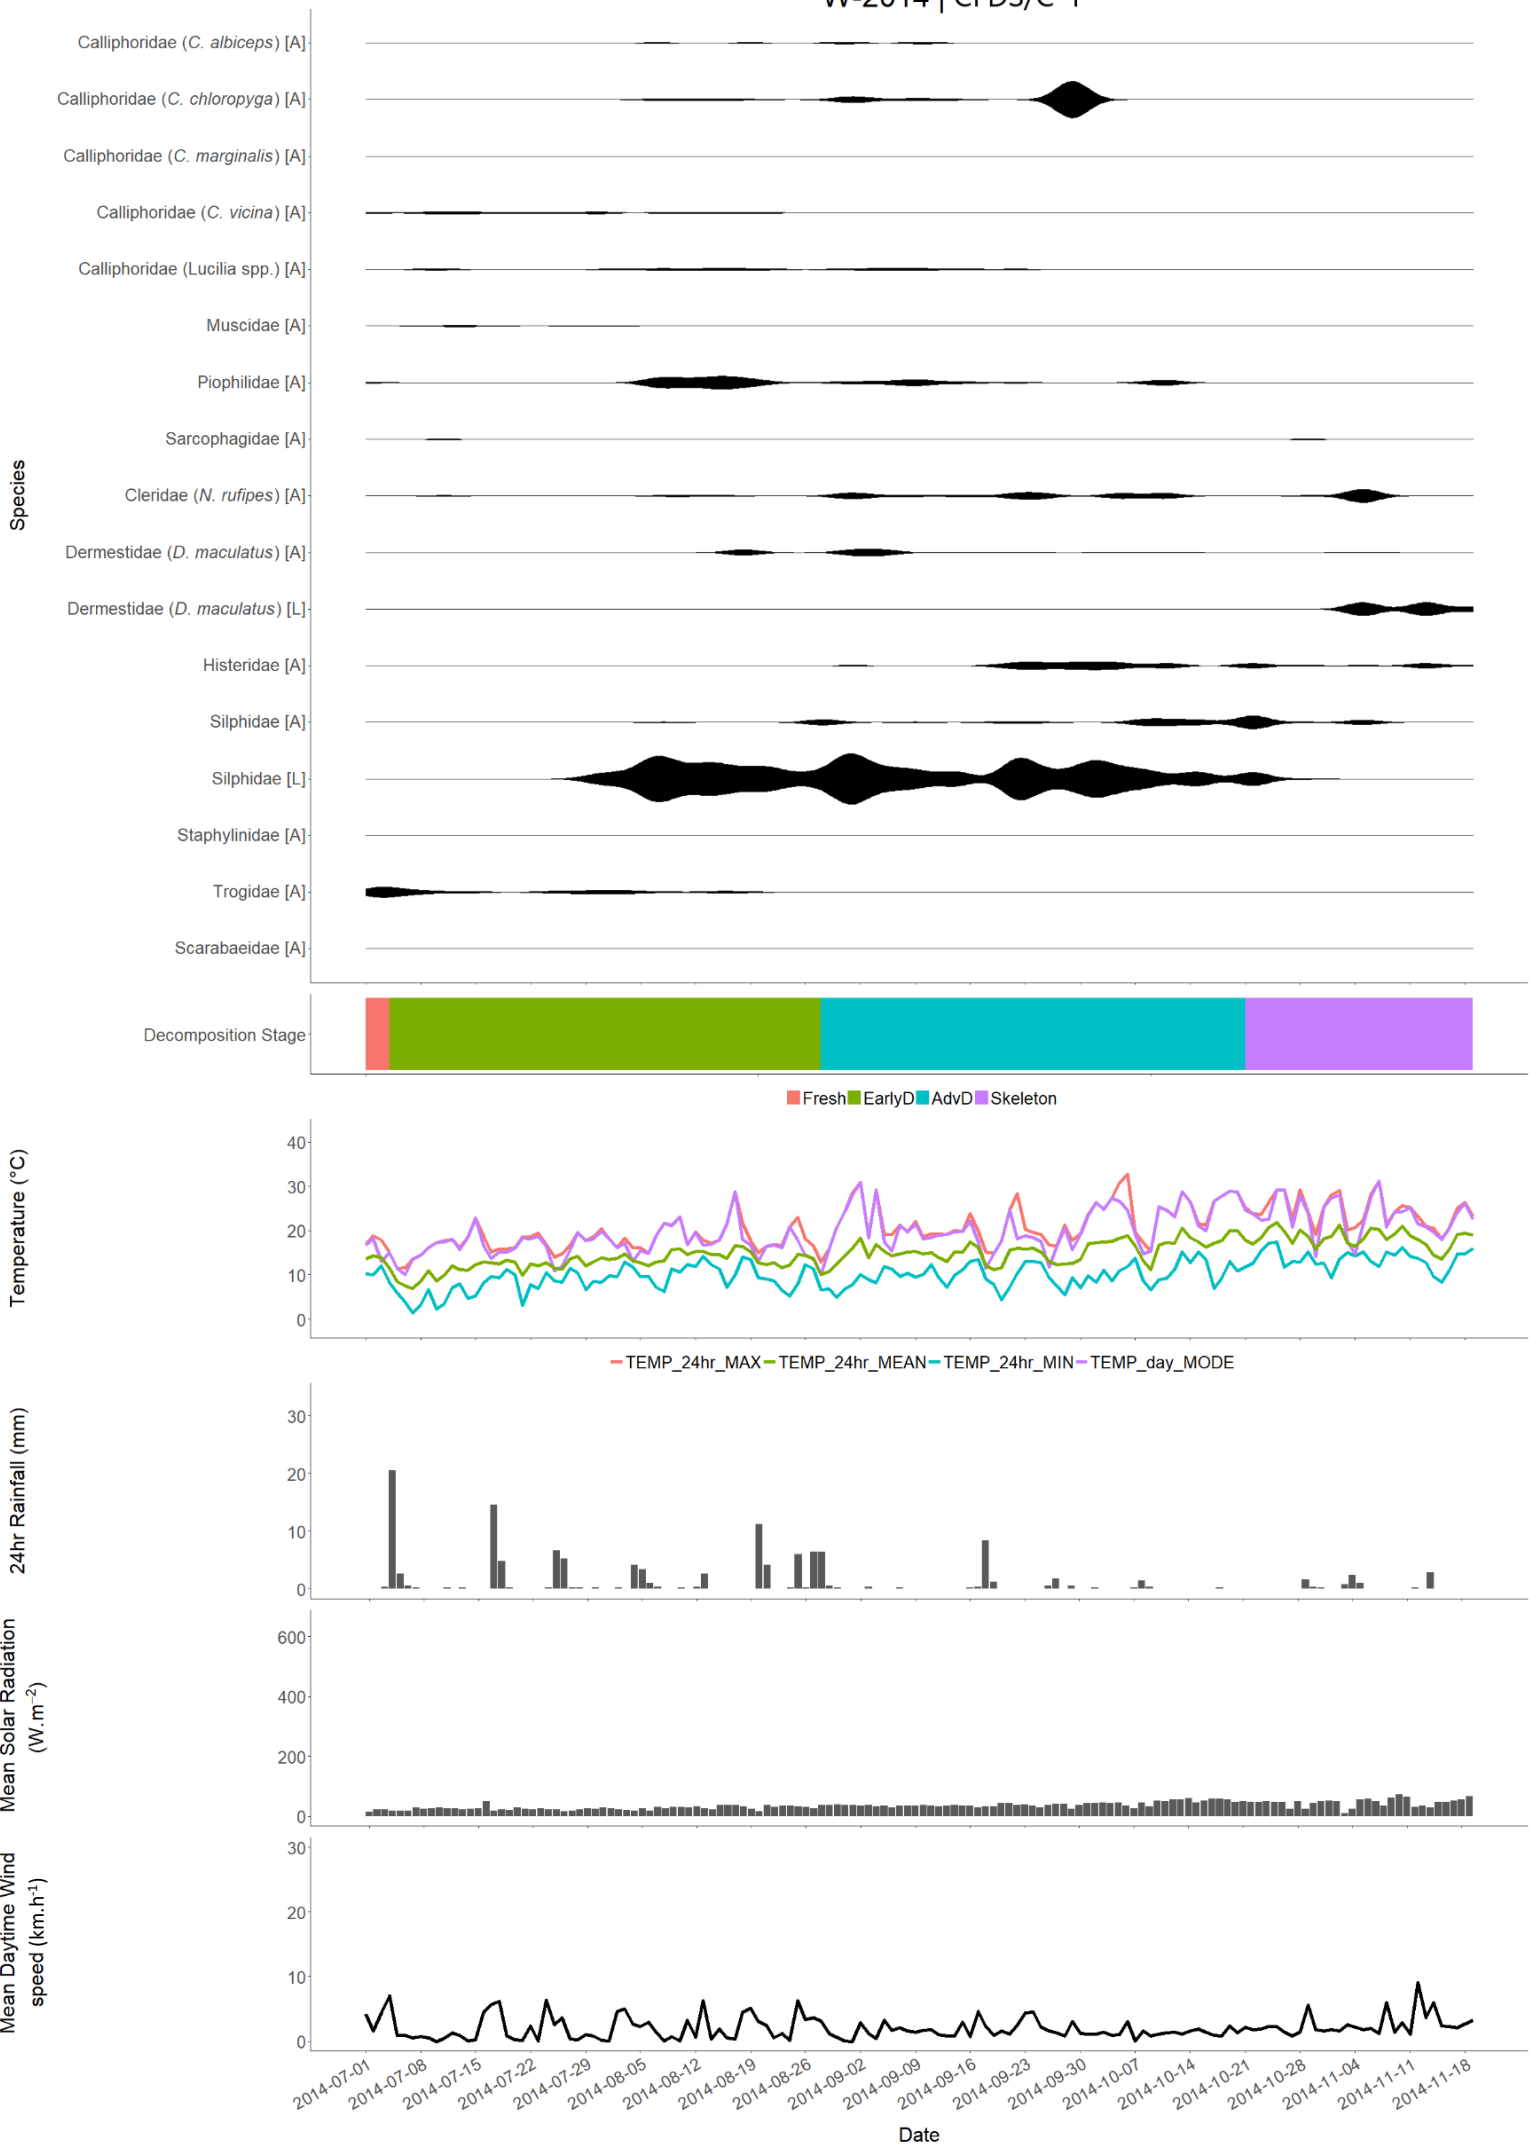 W-2014 | CFDS/C-1
Species
Calliphoridae (C. albiceps) [A]
Calliphoridae (C. chloropyga) [A]
Calliphoridae (C. marginalis) [A]
Calliphoridae (C. vicina) [A]
Calliphoridae (Lucilia spp.) [A]
Muscidae [A]
Piophilidae [A]
Sarcophagidae [A]
Cleridae (N. rufipes) [A]
Dermestidae (D. maculatus) [A]
Dermestidae (D. maculatus) [L]
Histeridae [A]
Silphidae [A]
Silphidae [L]
Staphylinidae [A]
Trogidae [A]
Scarabaeidae [A]
Decomposition Stage
Fresh EarlyD AdvD Skeleton
Temperature (°C)
40
30
20
10
0
TEMP_24hr_MAX TEMP_24hr_MEAN TEMP_24hr_MIN TEMP_day_MODE
24hr Rainfall (mm)
30
20
10
0
Mean Solar Radiation
(W.m⁻²)
600
400
200
0
Mean Daytime Wind
speed (km.h⁻¹)
30
20
10
0
2014-07-01 2014-07-08 2014-07-15 2014-07-22 2014-07-29 2014-08-05 2014-08-12 2014-08-19 2014-08-26 2014-09-02 2014-09-09 2014-09-16 2014-09-23 2014-09-30 2014-10-07 2014-10-14 2014-10-21 2014-10-28 2014-11-04 2014-11-11 2014-11-18
Date